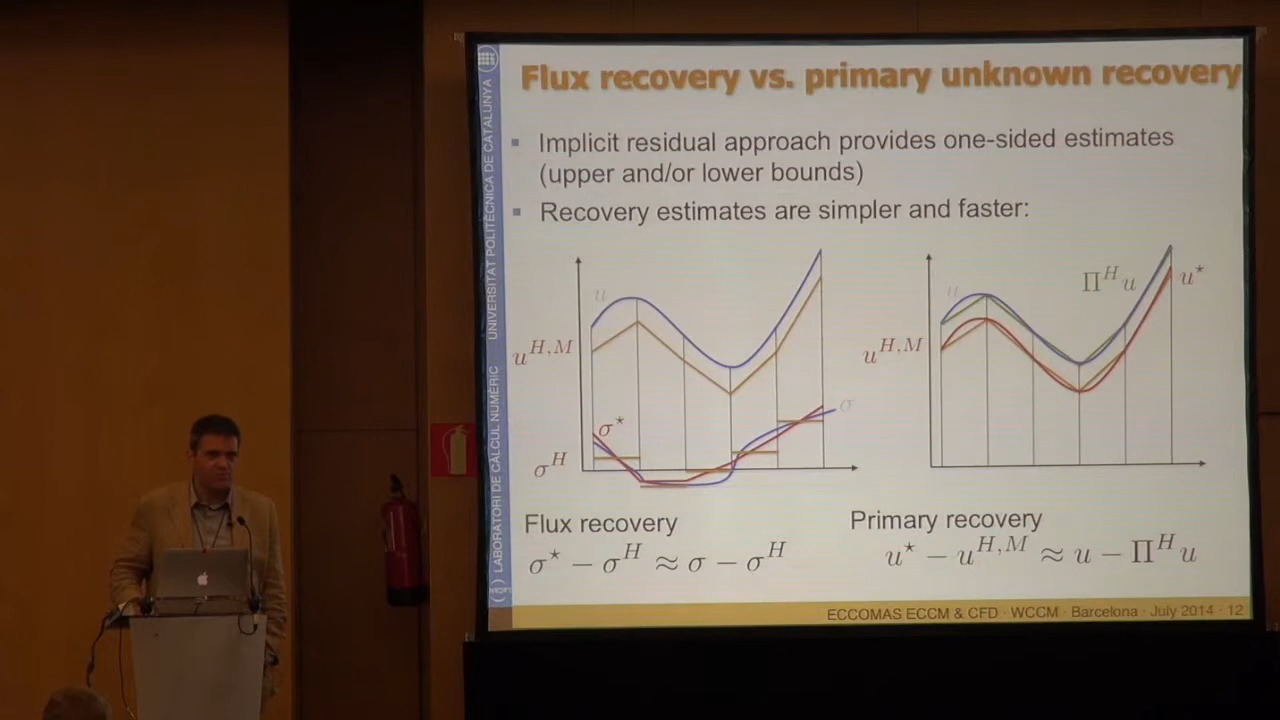 Flux recovery vs. primary unknown recovery
Implicit residual approach provides one-sided estimates
(upper and/or lower bounds)
Recovery estimates are simpler and faster:
u
u^{H,M}
σ^⋆
σ^H
σ
u
Π^H u
u^⋆
u^{H,M}
Flux recovery
σ^⋆ − σ^H ≈ σ − σ^H
Primary recovery
u^⋆ − u^{H,M} ≈ u − Π^H u
ECCOMAS ECCM & CFD · WCCM · Barcelona · July 2014 · 12
LABORATORI DE CÀLCUL NUMÈRIC
UNIVERSITAT POLITÈCNICA DE CATALUNYA